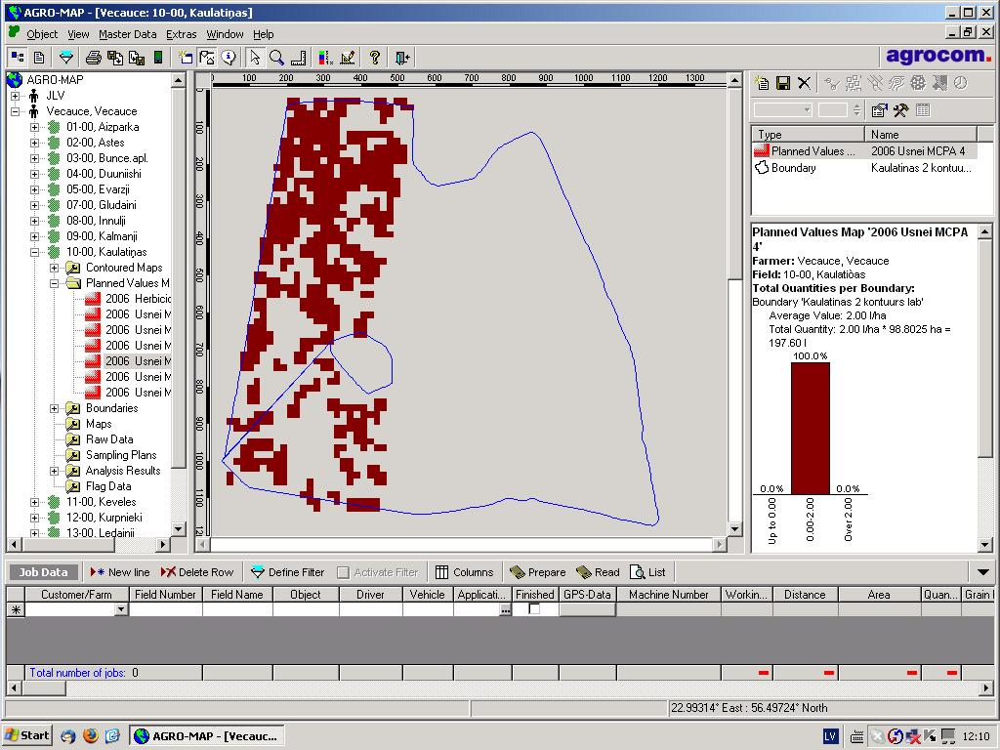 AGRO-MAP - [Vecauce: 10-00, Kaulatiņas]
Object View Master Data Extras Window Help
agrocom.
AGRO-MAP
JLV
Vecauce, Vecauce
01-00, Aizparka
02-00, Astes
03-00, Bunce.apl.
04-00, Duuniishi
05-00, Evarzji
07-00, Gludaini
08-00, Innulji
09-00, Kalmanji
10-00, Kaulatiņas
Contoured Maps
Planned Values M
2006 Herbicid
2006 Usnei M
2006 Usnei M
2006 Usnei M
2006 Usnei M
2006 Usnei M
2006 Usnei M
Boundaries
Maps
Raw Data
Sampling Plans
Analysis Results
Flag Data
11-00, Keveles
12-00, Kurpnieki
13-00, Ledainji
0 100 200 300 400 500 600 700 800 900 1000 1100 1200 1300
0
100
200
300
400
500
600
700
800
900
1000
1100
12
Type Name
Planned Values ... 2006 Usnei MCPA 4
Boundary Kaulatinas 2 kontuu...
Planned Values Map '2006 Usnei MCPA
4'
Farmer: Vecauce, Vecauce
Field: 10-00, Kaulatiòas
Total Quantities per Boundary:
Boundary 'Kaulatinas 2 kontuurs lab'
Average Value: 2.00 l/ha
Total Quantity: 2.00 l/ha * 98.8025 ha =
197.60 l
100.0%
0.0% 0.0%
Up to 0.00
0.00-2.00
Over 2.00
Job Data New line Delete Row Define Filter Activate Filter Columns Prepare Read List
Customer/Farm Field Number Field Name Object Driver Vehicle Applicati... Finished GPS-Data Machine Number Workin... Distance Area Quan... Grain
Total number of jobs: 0
22.99314° East : 56.49724° North
Start AGRO-MAP - [Vecauc... LV 12:10